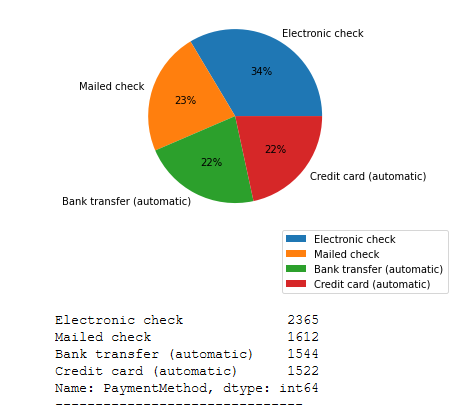 Electronic check
34%
Mailed check
23%
22%
22%
Credit card (automatic)
Bank transfer (automatic)
Electronic check
Mailed check
Bank transfer (automatic)
Credit card (automatic)
Electronic check 2365
Mailed check 1612
Bank transfer (automatic) 1544
Credit card (automatic) 1522
Name: PaymentMethod, dtype: int64
-------------------------------